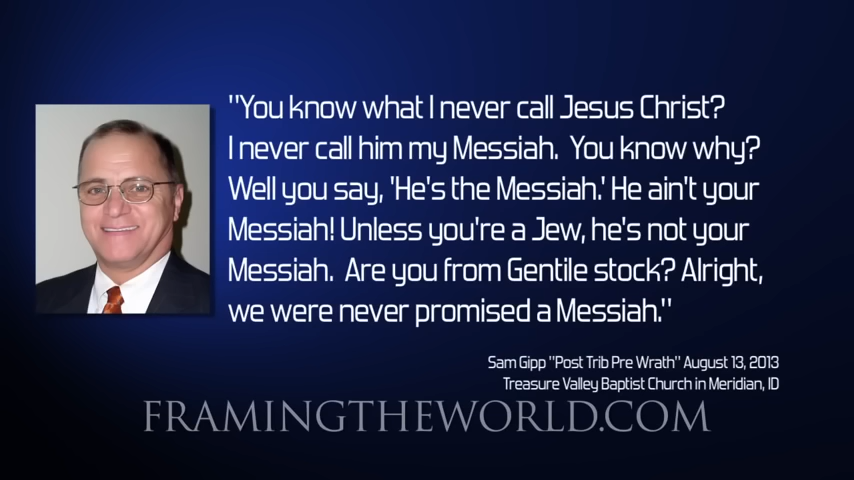 "You know what I never call Jesus Christ?
I never call him my Messiah. You know why?
Well you say, 'He's the Messiah.' He ain't your
Messiah! Unless you're a Jew, he's not your
Messiah. Are you from Gentile stock? Alright,
we were never promised a Messiah."
Sam Gipp "Post Trib Pre Wrath" August 13, 2013
Treasure Valley Baptist Church in Meridian, ID
FRAMINGTHEWORLD.COM